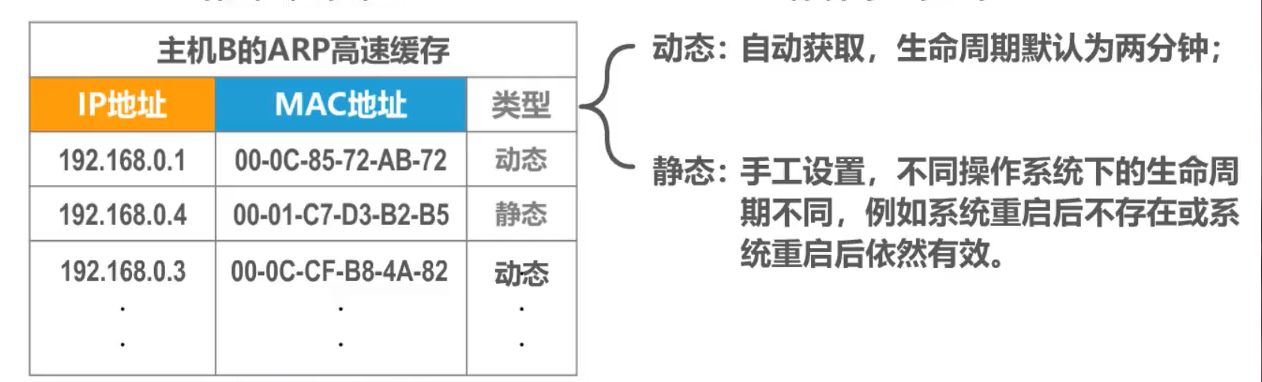 主机B的ARP高速缓存
IP地址 MAC地址 类型
192.168.0.1 00-0C-85-72-AB-72 动态
192.168.0.4 00-01-C7-D3-B2-B5 静态
192.168.0.3 00-0C-CF-B8-4A-82 动态
动态：自动获取，生命周期默认为两分钟；
静态：手工设置，不同操作系统下的生命周
期不同，例如系统重启后不存在或系
统重启后依然有效。